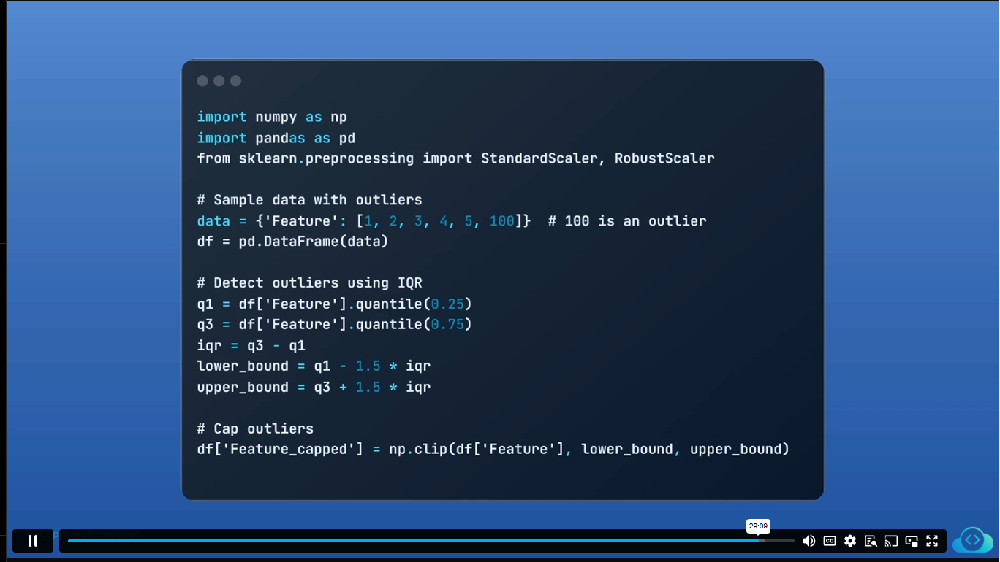 import numpy as np
import pandas as pd
from sklearn.preprocessing import StandardScaler, RobustScaler
# Sample data with outliers
data = {'Feature': [1, 2, 3, 4, 5, 100]}  # 100 is an outlier
df = pd.DataFrame(data)
# Detect outliers using IQR
q1 = df['Feature'].quantile(0.25)
q3 = df['Feature'].quantile(0.75)
iqr = q3 - q1
lower_bound = q1 - 1.5 * iqr
upper_bound = q3 + 1.5 * iqr
# Cap outliers
df['Feature_capped'] = np.clip(df['Feature'], lower_bound, upper_bound)
29:09
CC